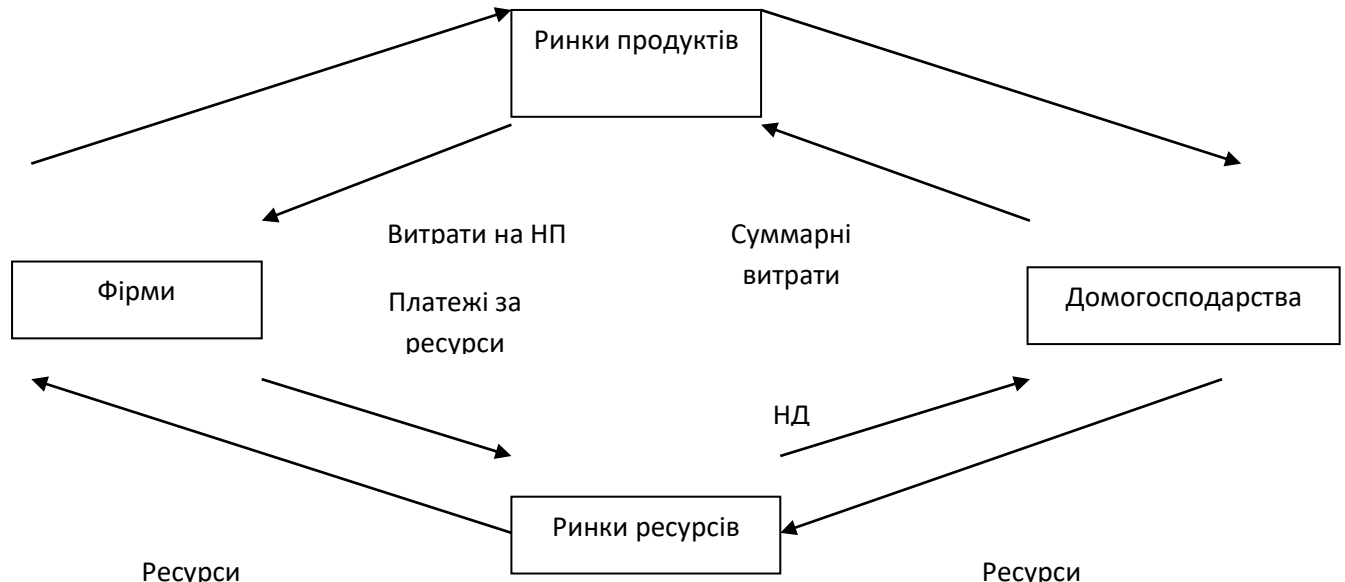 Ринки продуктів
Витрати на НП
Суммарні
витрати
Фірми
Платежі за
ресурси
Домогосподарства
НД
Ринки ресурсів
Ресурси
Ресурси